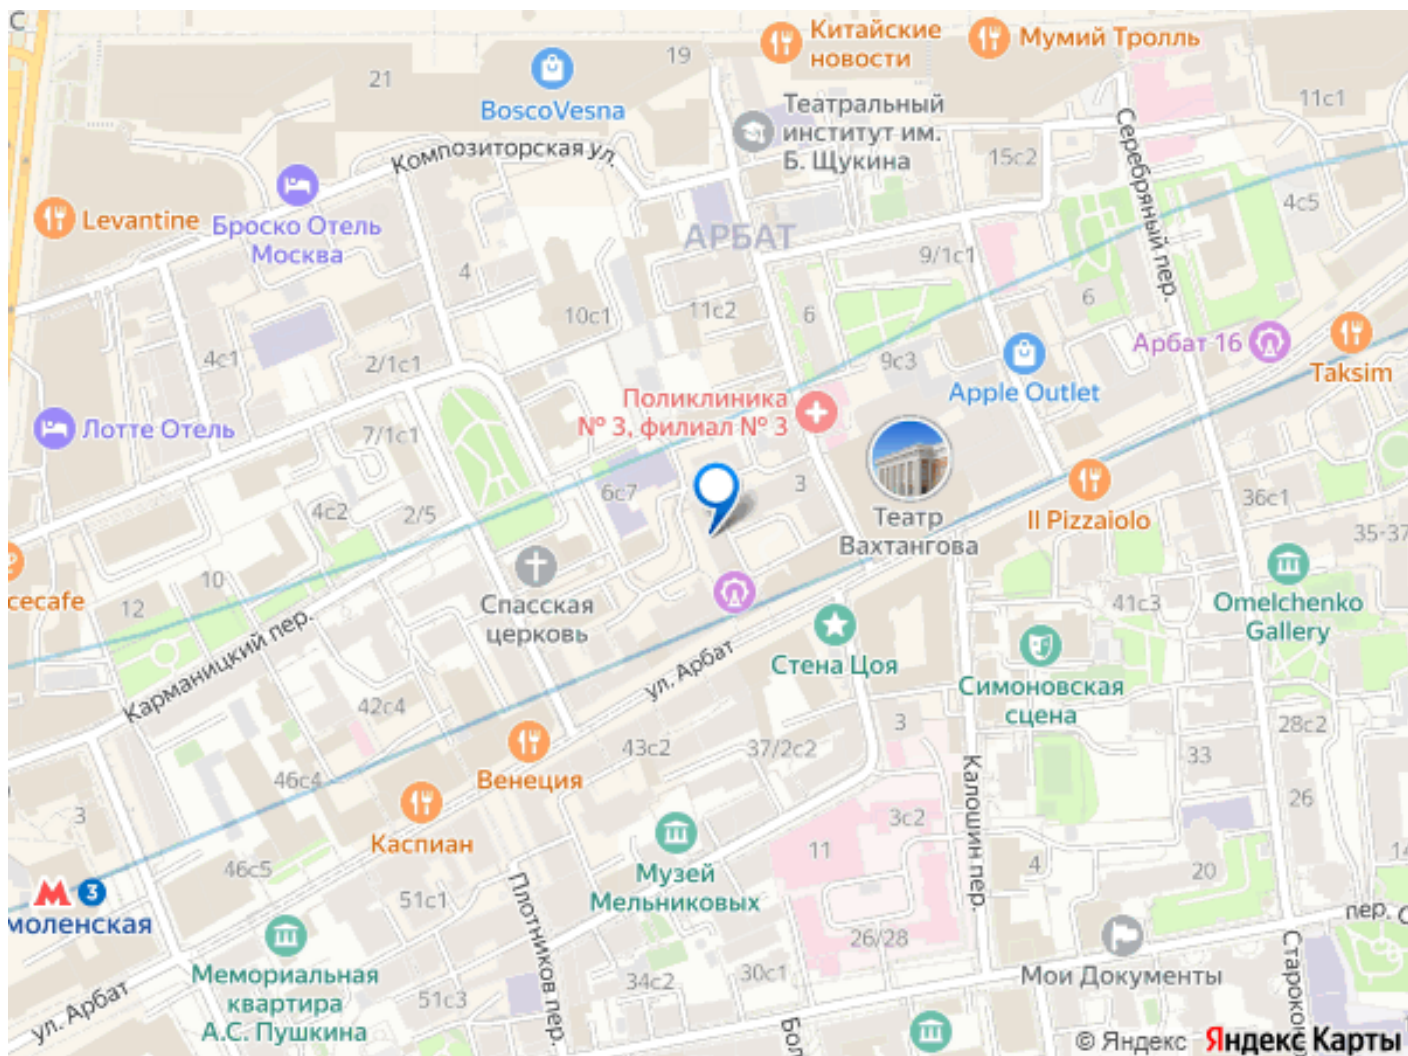 С
21
19
BoscoVesna
Китайские
новости
Мумий Тролль
Театральный
институт им.
Б. Щукина
11с1
15с2
Серебряный пер.
4с5
Композиторская ул.
Levantine
Броско Отель
Москва
АРБАТ
4
9/1с1
6
10с1
11с2
6
4с1
2/1с1
9с3
Арбат 16
Taksim
Apple Outlet
Поликлиника
№ 3, филиал № 3
Лотте Отель
7/1с1
4с2
2/5
6с7
3
Театр
Вахтангова
Il Pizzaiolo
36с1
35-37
Спасская
церковь
10
12
cecafe
Карманицкий пер.
ул. Арбат
Стена Цоя
41с3
Omelchenko
Gallery
Симоновская
сцена
42с4
43с2
37/2с2
3
28с2
33
26
Венеция
46с4
Каспиан
3
46с5
51с1
Плотников пер.
Музей
Мельниковых
11
3с2
Калошин пер.
4
20
14
М
3
моленская
26/28
пер. С
Мои Документы
Мемориальная
квартира
А.С. Пушкина
ул. Арбат
51с3
34с2
30с1
Бол
Староко
© Яндекс Яндекс Карты